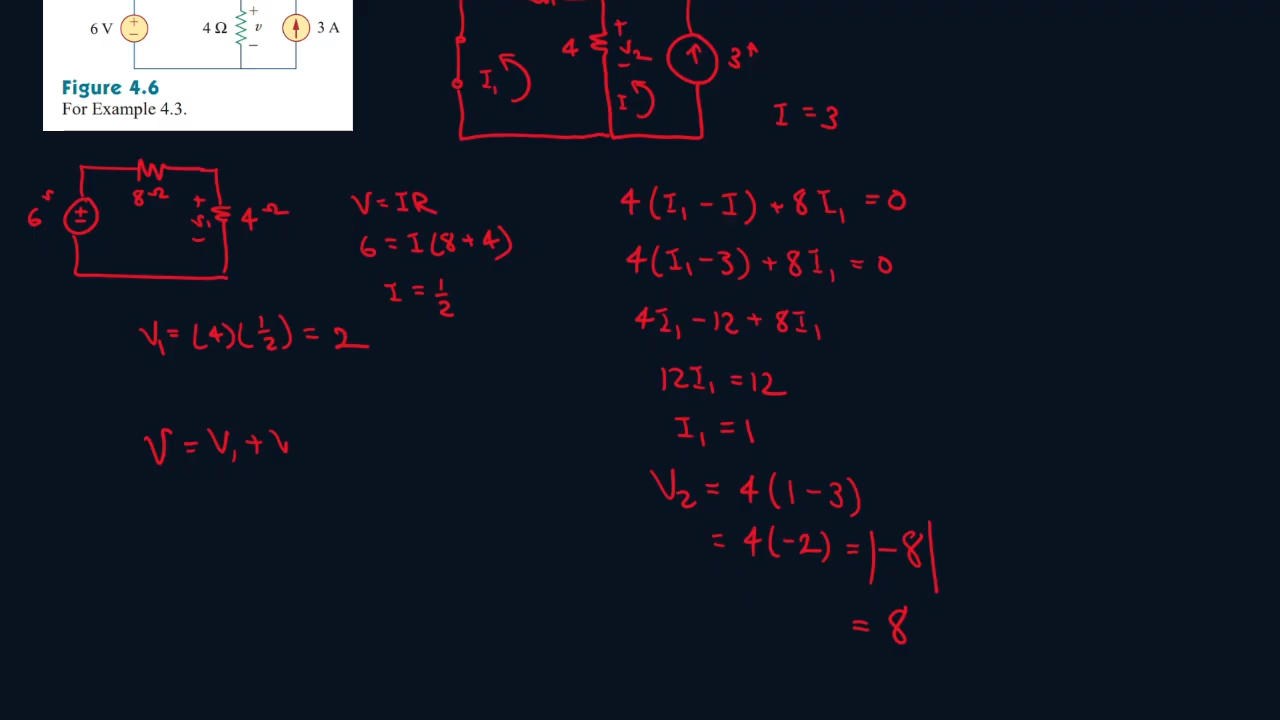 6 V
4 Ω
+
v
−
3 A
Figure 4.6
For Example 4.3.
4
+
V2
−
3A
I1
I
I = 3
6V
8Ω
+
V1
−
4Ω
V = IR
6 = I(8+4)
I = 1/2
V1 = (4)(1/2) = 2
V = V1 + V
4(I1 − I) + 8I1 = 0
4(I1 − 3) + 8I1 = 0
4I1 − 12 + 8I1
12I1 = 12
I1 = 1
V2 = 4(1 − 3)
= 4(−2) = |−8|
= 8